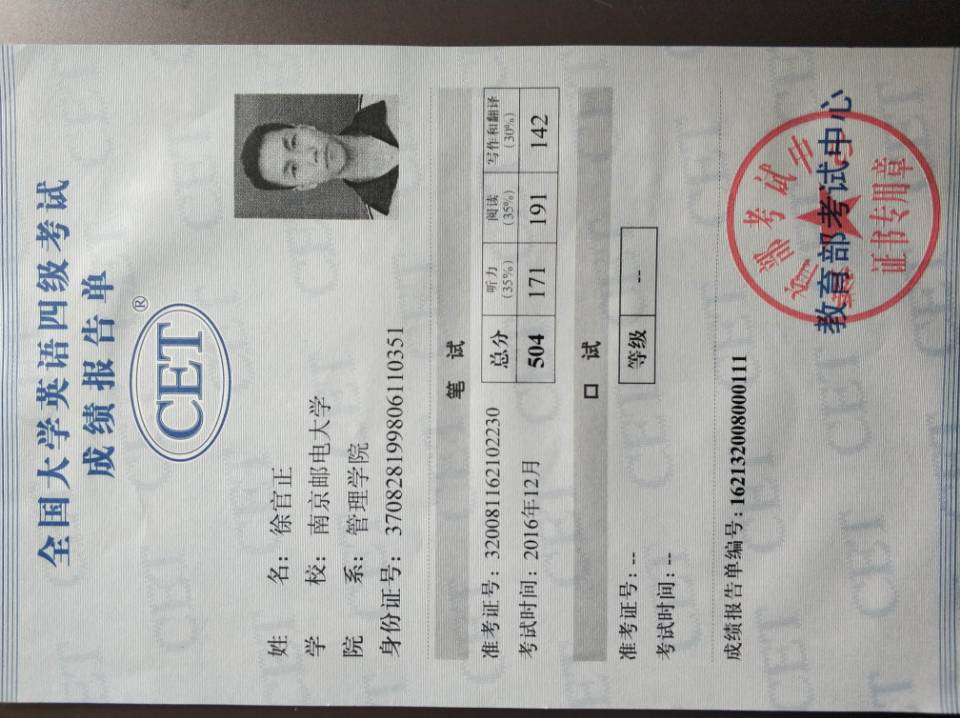 全国大学英语四级考试
成绩报告单
CET®
姓 名：徐官正
学 校：南京邮电大学
院 系：管理学院
身份证号：370828199806110351
笔 试
准考证号：320081162102230
考试时间：2016年12月
总分 听力(35%) 阅读(35%) 写作和翻译(30%)
504 171 191 142
口 试
准考证号：--
考试时间：--
等级 --
成绩报告单编号：162132008000111
教育部考试中心
证书专用章